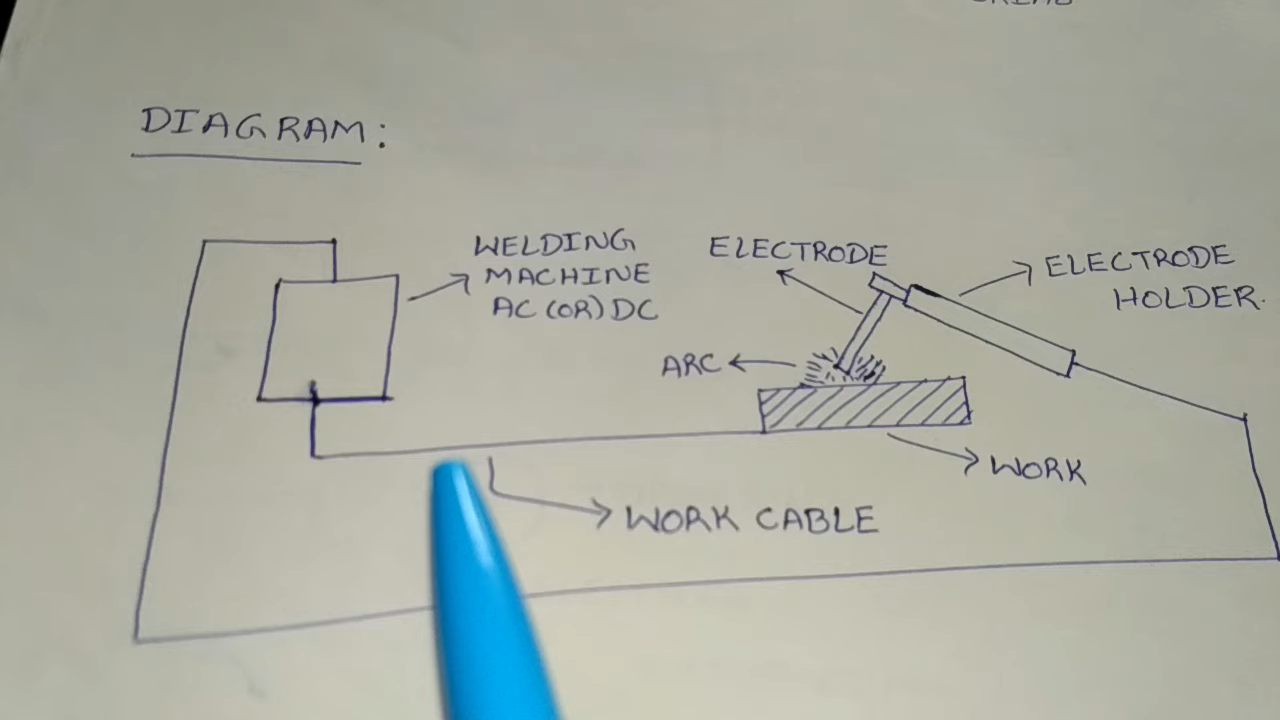 DIAGRAM:
WELDING
MACHINE
AC (OR) DC
ELECTRODE
ELECTRODE
HOLDER.
ARC
WORK
WORK CABLE